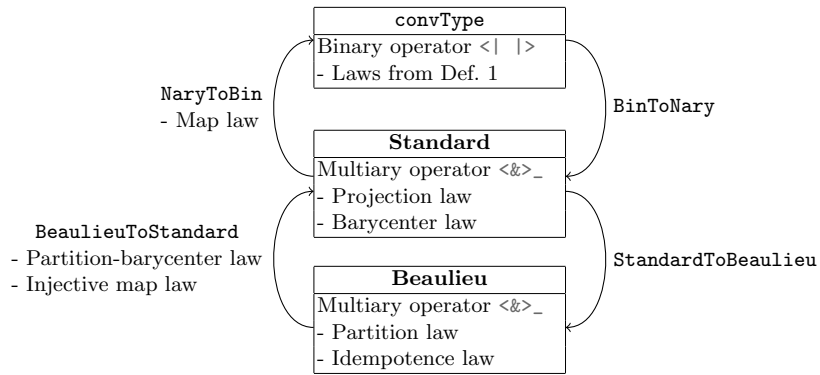 convType
Binary operator <| |>
- Laws from Def. 1
NaryToBin
- Map law
BinToNary
Standard
Multiary operator <&>_
- Projection law
- Barycenter law
BeaulieuToStandard
- Partition-barycenter law
- Injective map law
StandardToBeaulieu
Beaulieu
Multiary operator <&>_
- Partition law
- Idempotence law